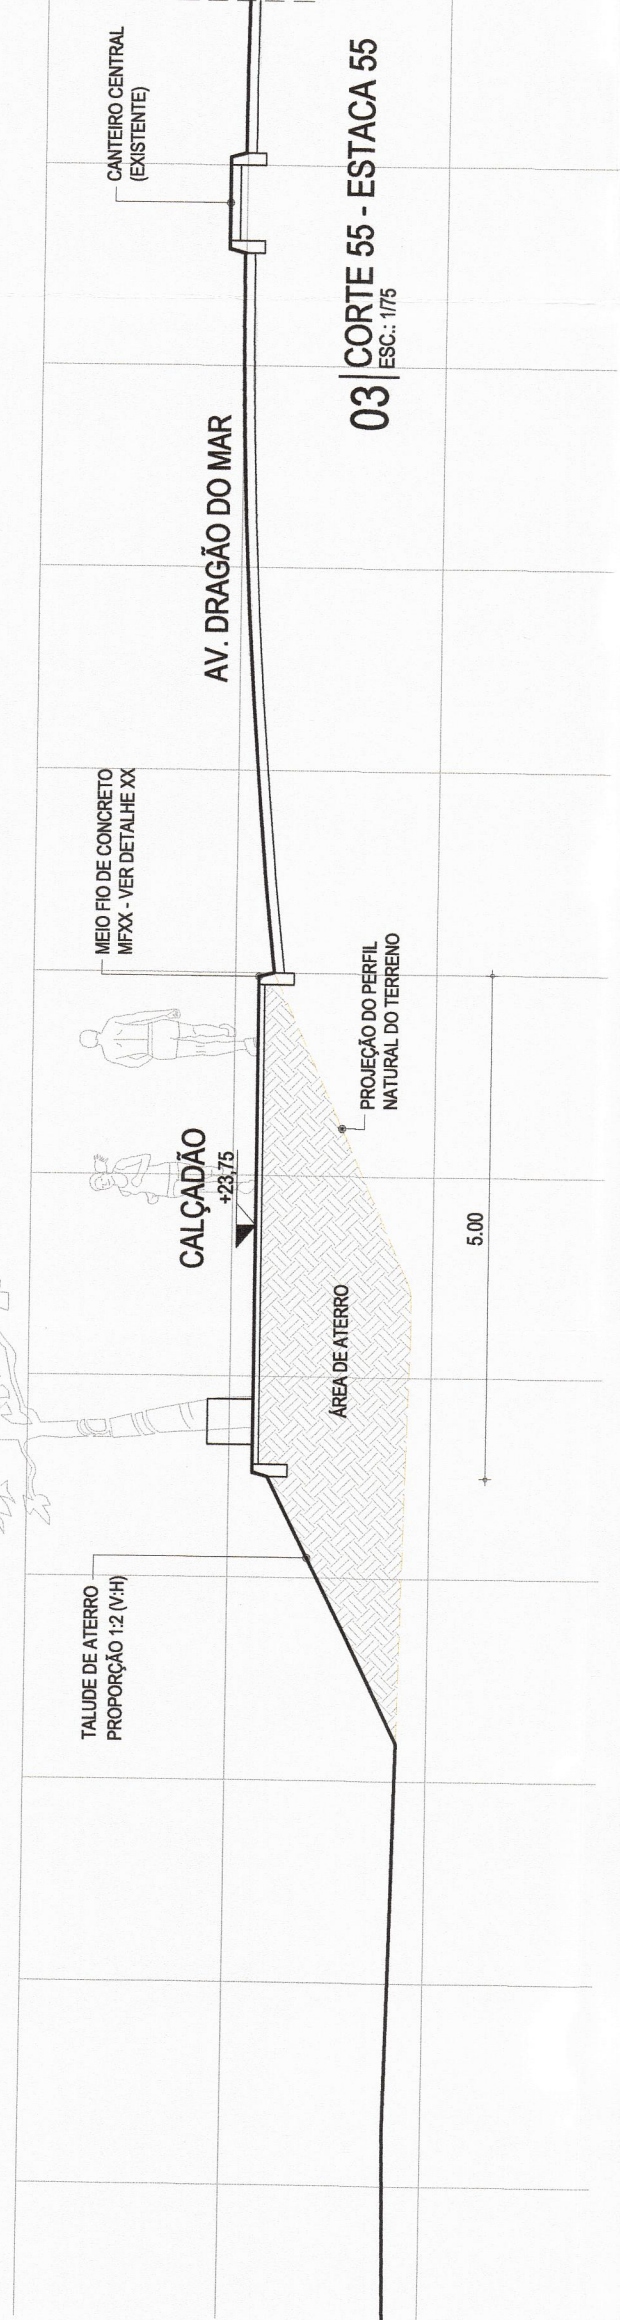 TALUDE DE ATERRO
PROPORÇÃO 1:2 (V:H)
CALÇADÃO
+23,75
MEIO FIO DE CONCRETO
MFXX - VER DETALHE XX
AV. DRAGÃO DO MAR
CANTEIRO CENTRAL
(EXISTENTE)
ÁREA DE ATERRO
PROJEÇÃO DO PERFIL
NATURAL DO TERRENO
5.00
03 CORTE 55 - ESTACA 55
ESC.: 1/75